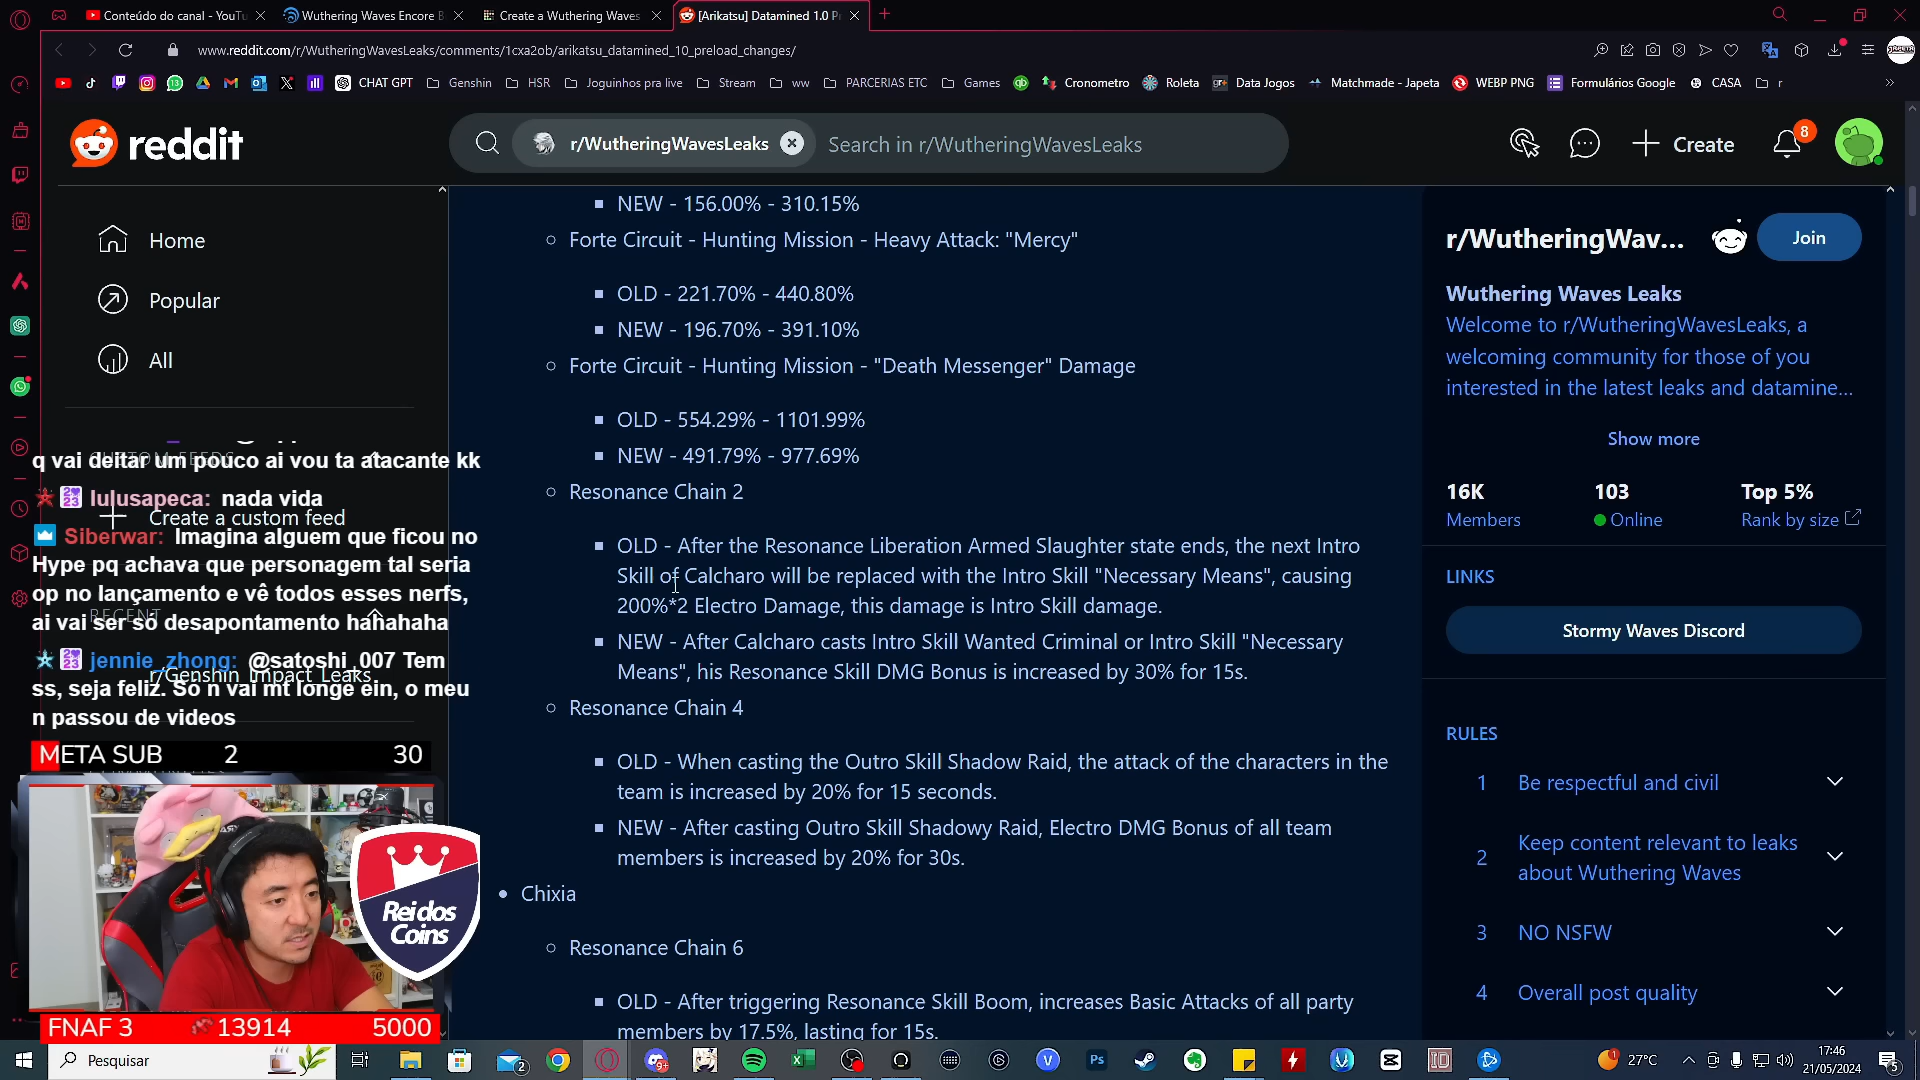 Conteúdo do canal - YouTu
Wuthering Waves Encore B
Create a Wuthering Waves
[Arikatsu] Datamined 1.0 P
www.reddit.com/r/WutheringWavesLeaks/comments/1cxa2ob/arikatsu_datamined_10_preload_changes/
CHAT GPT
Genshin
HSR
Joguinhos pra live
Stream
ww
PARCERIAS ETC
Games
Cronometro
Roleta
Data Jogos
Matchmade - Japeta
WEBP PNG
Formulários Google
CASA
r
reddit
r/WutheringWavesLeaks
Search in r/WutheringWavesLeaks
Create
8
Home
Popular
All
CUSTOM FEEDS
Create a custom feed
RECENT
r/Genshin_Impact_Leaks
q vai deitar um pouco ai vou ta atacante kk
lulusapeca: nada vida
Siberwar: Imagina alguem que ficou no
Hype pq achava que personagem tal seria
op no lançamento e vê todos esses nerfs,
ai vai ser só desapontamento hahahaha
jennie_zhong: @satoshi_007 Tem
ss, seja feliz. So n vai mt longe ein, o meu
n passou de videos
META SUB 2 30
Rei dos
Coins
FNAF 3 13914 5000
NEW - 156.00% - 310.15%
Forte Circuit - Hunting Mission - Heavy Attack: "Mercy"
OLD - 221.70% - 440.80%
NEW - 196.70% - 391.10%
Forte Circuit - Hunting Mission - "Death Messenger" Damage
OLD - 554.29% - 1101.99%
NEW - 491.79% - 977.69%
Resonance Chain 2
OLD - After the Resonance Liberation Armed Slaughter state ends, the next Intro
Skill of Calcharo will be replaced with the Intro Skill "Necessary Means", causing
200%*2 Electro Damage, this damage is Intro Skill damage.
NEW - After Calcharo casts Intro Skill Wanted Criminal or Intro Skill "Necessary
Means", his Resonance Skill DMG Bonus is increased by 30% for 15s.
Resonance Chain 4
OLD - When casting the Outro Skill Shadow Raid, the attack of the characters in the
team is increased by 20% for 15 seconds.
NEW - After casting Outro Skill Shadowy Raid, Electro DMG Bonus of all team
members is increased by 20% for 30s.
Chixia
Resonance Chain 6
OLD - After triggering Resonance Skill Boom, increases Basic Attacks of all party
members by 17.5%, lasting for 15s.
r/WutheringWav...
Join
Wuthering Waves Leaks
Welcome to r/WutheringWavesLeaks, a
welcoming community for those of you
interested in the latest leaks and datamine...
Show more
16K 103 Top 5%
Members Online Rank by size
LINKS
Stormy Waves Discord
RULES
1 Be respectful and civil
2 Keep content relevant to leaks
about Wuthering Waves
3 NO NSFW
4 Overall post quality
Pesquisar
27°C
17:46
21/05/2024